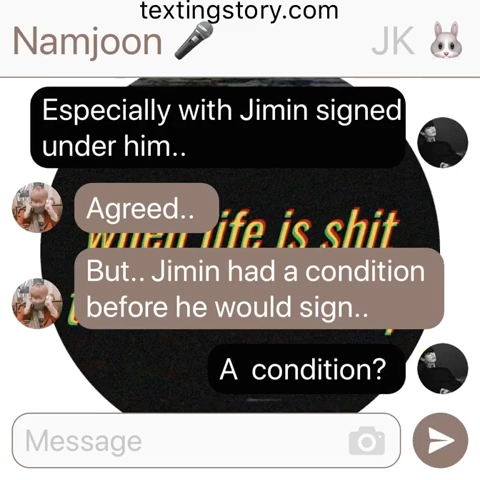 textingstory.com
Namjoon 🎤 JK 🐰
Especially with Jimin signed
under him..
Agreed..
when life is shit
But.. Jimin had a condition
before he would sign..
A condition?
Message